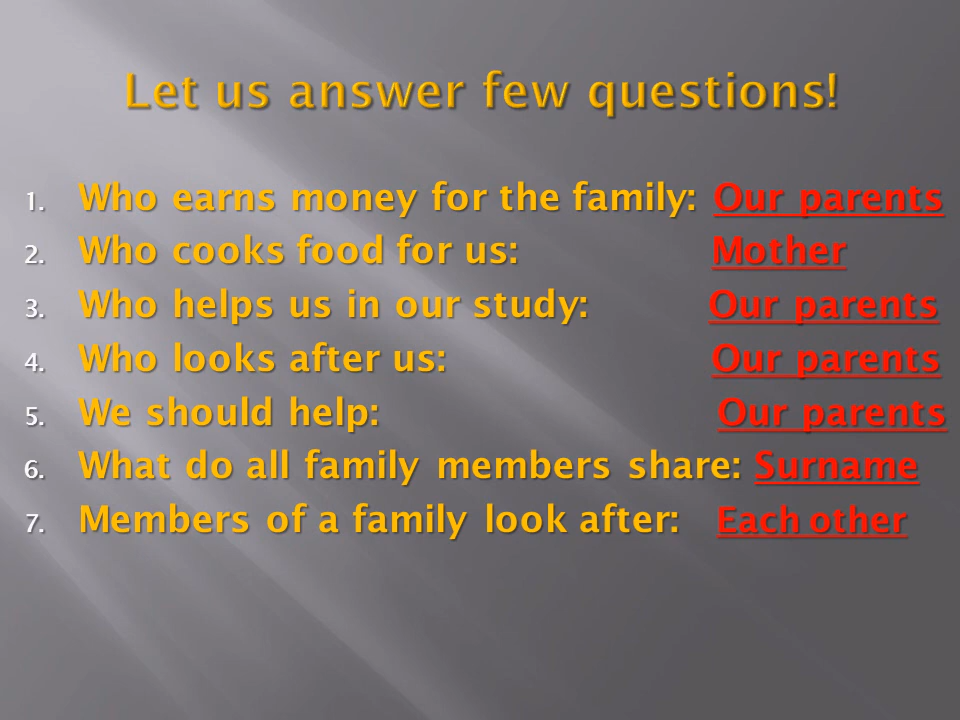 Let us answer few questions!
1. Who earns money for the family: Our parents
2. Who cooks food for us: Mother
3. Who helps us in our study: Our parents
4. Who looks after us: Our parents
5. We should help: Our parents
6. What do all family members share: Surname
7. Members of a family look after: Each other